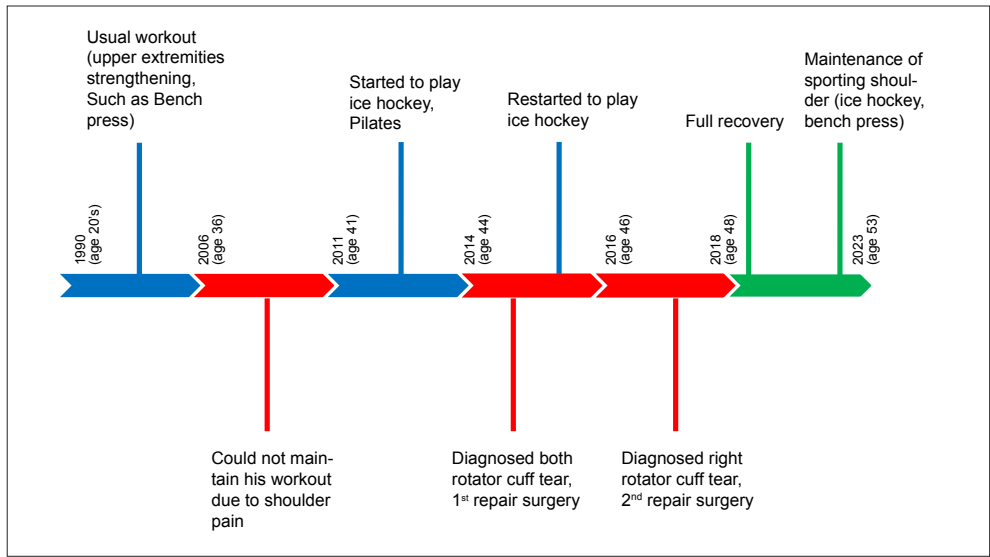 Usual workout
(upper extremities
strengthening,
Such as Bench
press)
Started to play
ice hockey,
Pilates
Restarted to play
ice hockey
Full recovery
Maintenance of
sporting shoul-
der (ice hockey,
bench press)
1990
(age 20's)
2006
(age 36)
2011
(age 41)
2014
(age 44)
2016
(age 46)
2018
(age 48)
2023
(age 53)
Could not main-
tain his workout
due to shoulder
pain
Diagnosed both
rotator cuff tear,
1st repair surgery
Diagnosed right
rotator cuff tear,
2nd repair surgery